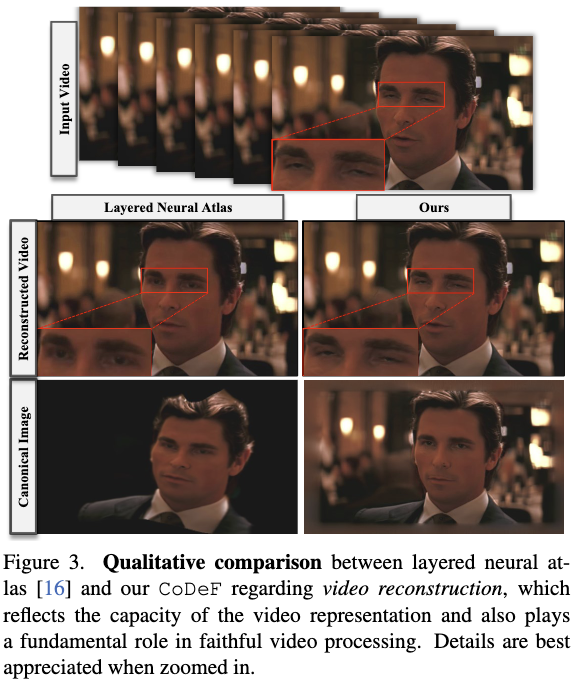 Input Video
Layered Neural Atlas
Ours
Reconstructed Video
Canonical Image
Figure 3. Qualitative comparison between layered neural at-
las [16] and our CoDeF regarding video reconstruction, which
reflects the capacity of the video representation and also plays
a fundamental role in faithful video processing. Details are best
appreciated when zoomed in.